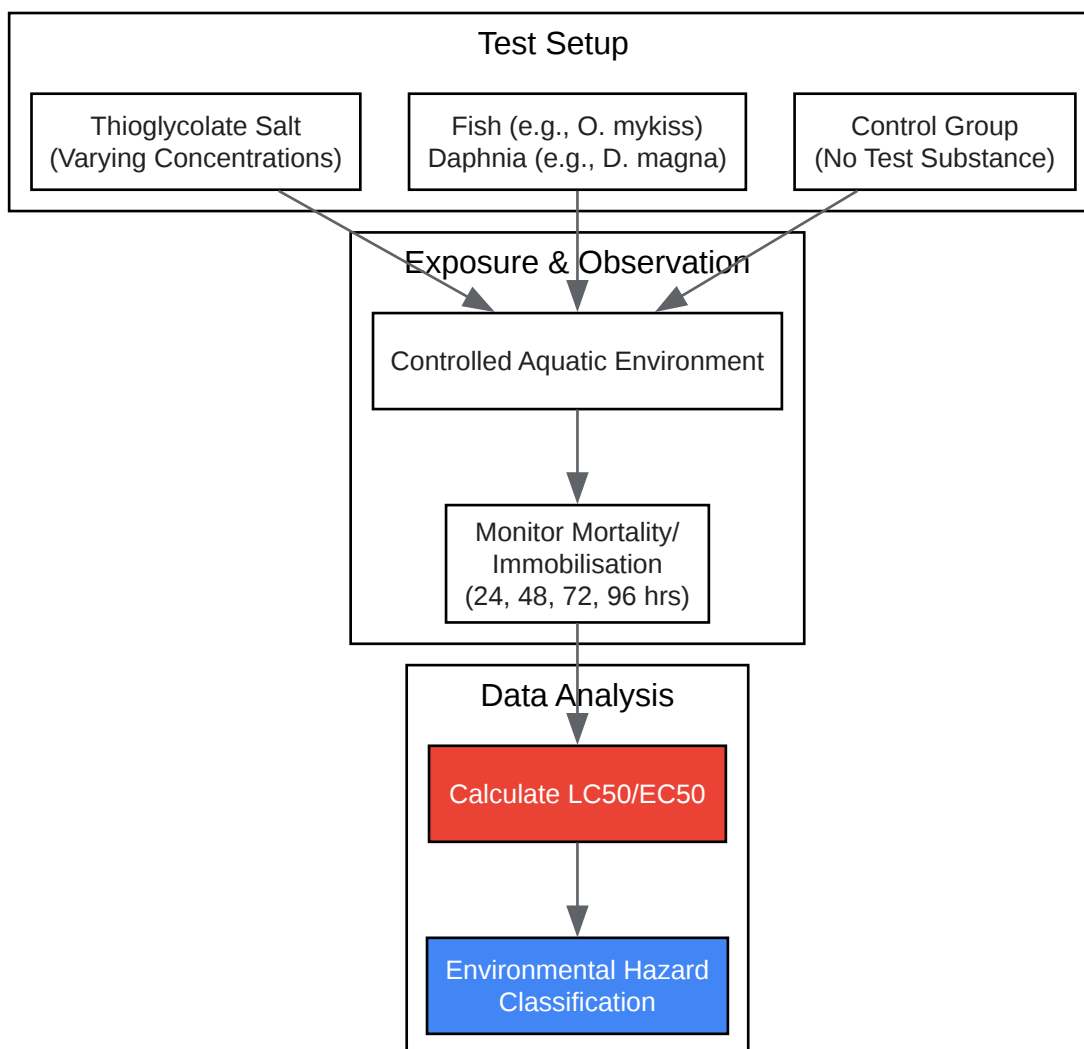 Test Setup
Thioglycolate Salt
(Varying Concentrations)
Fish (e.g., O. mykiss)
Daphnia (e.g., D. magna)
Control Group
(No Test Substance)
Exposure & Observation
Controlled Aquatic Environment
Monitor Mortality/
Immobilisation
(24, 48, 72, 96 hrs)
Data Analysis
Calculate LC50/EC50
Environmental Hazard
Classification